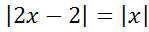 |2x − 2| = |x|